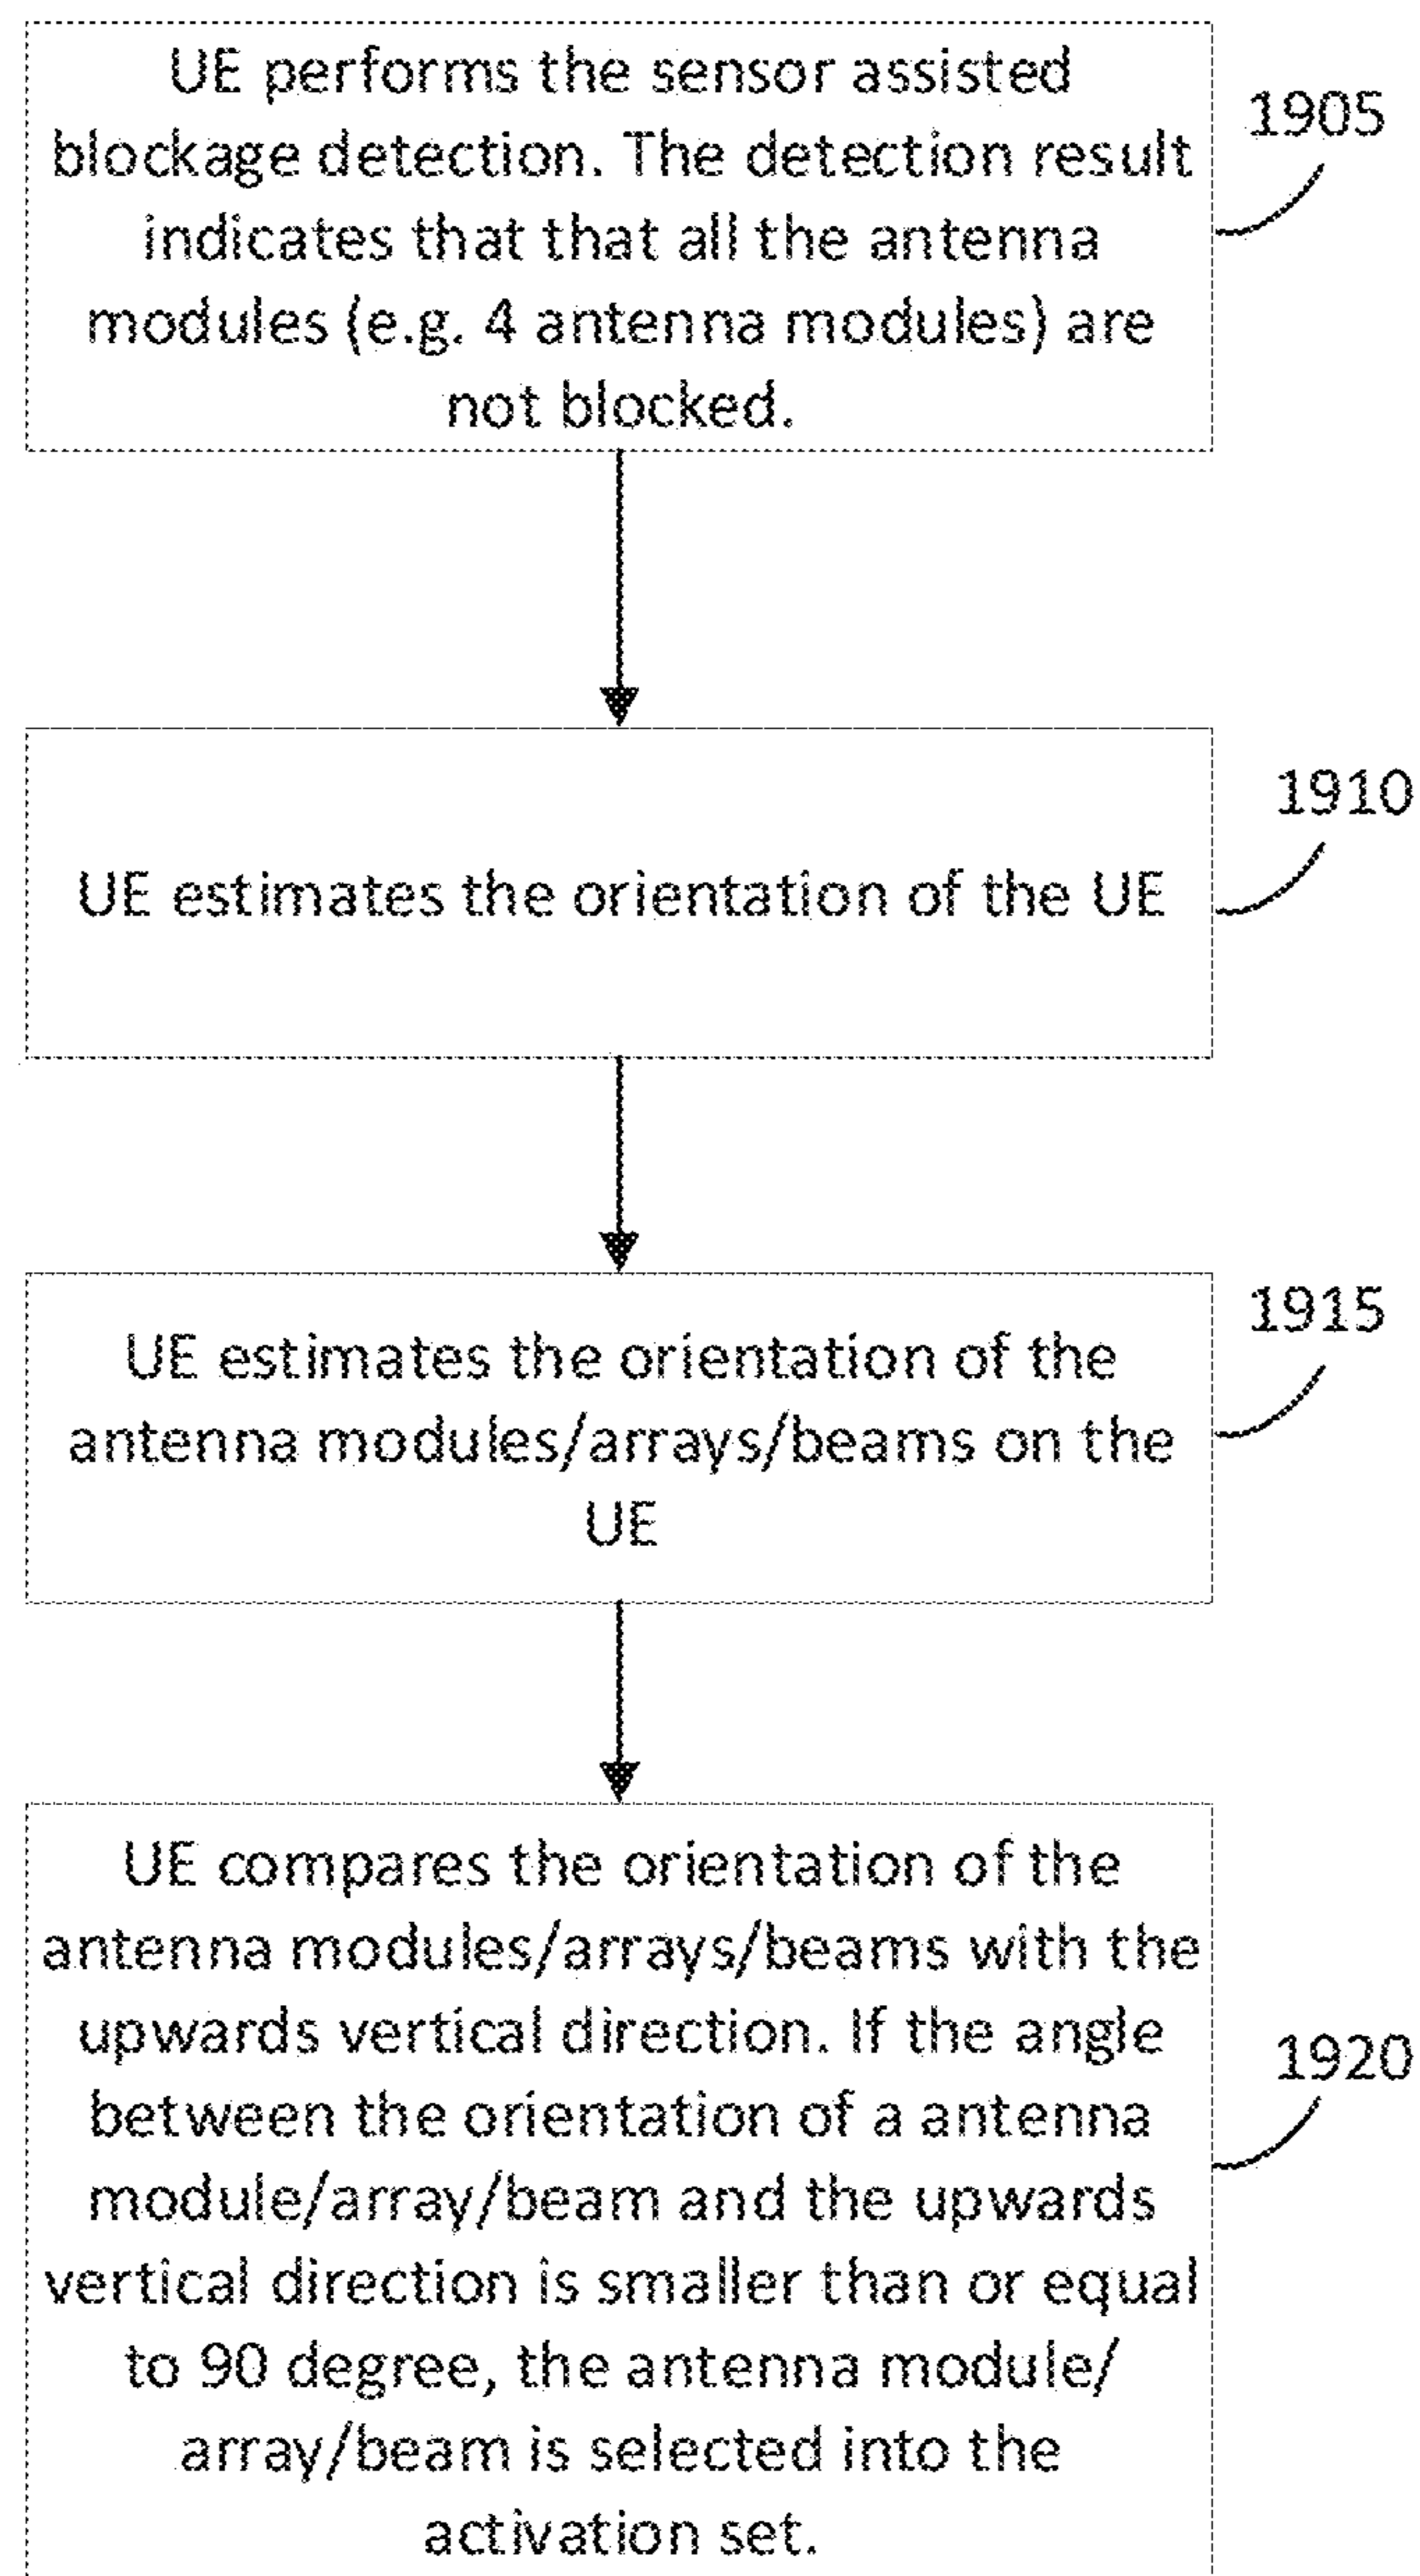 UE performs the sensor assisted
blockage detection. The detection result
indicates that that all the antenna
modules (e.g. 4 antenna modules) are
not blocked.
1905
UE estimates the orientation of the UE
1910
UE estimates the orientation of the
antenna modules/arrays/beams on the
UE
1915
UE compares the orientation of the
antenna modules/arrays/beams with the
upwards vertical direction. If the angle
between the orientation of a antenna
module/array/beam and the upwards
vertical direction is smaller than or equal
to 90 degree, the antenna module/
array/beam is selected into the
activation set.
1920